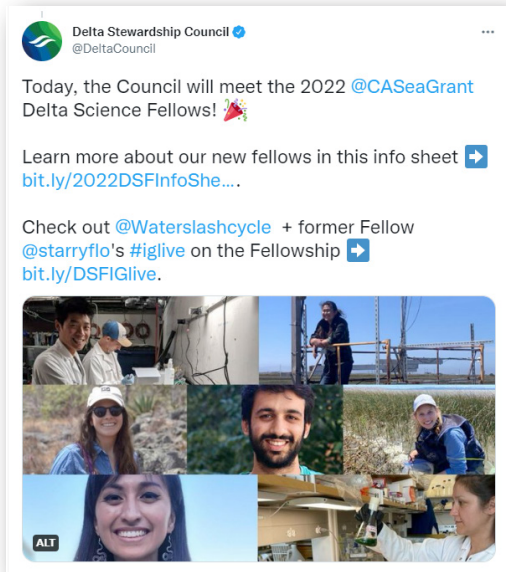 Delta Stewardship Council
@DeltaCouncil
Today, the Council will meet the 2022 @CASeaGrant
Delta Science Fellows! 🎉
Learn more about our new fellows in this info sheet ➡️
bit.ly/2022DSFInfoShe….
Check out @Waterslashcycle + former Fellow
@starryflo's #iglive on the Fellowship ➡️
bit.ly/DSFIGlive.
ALT